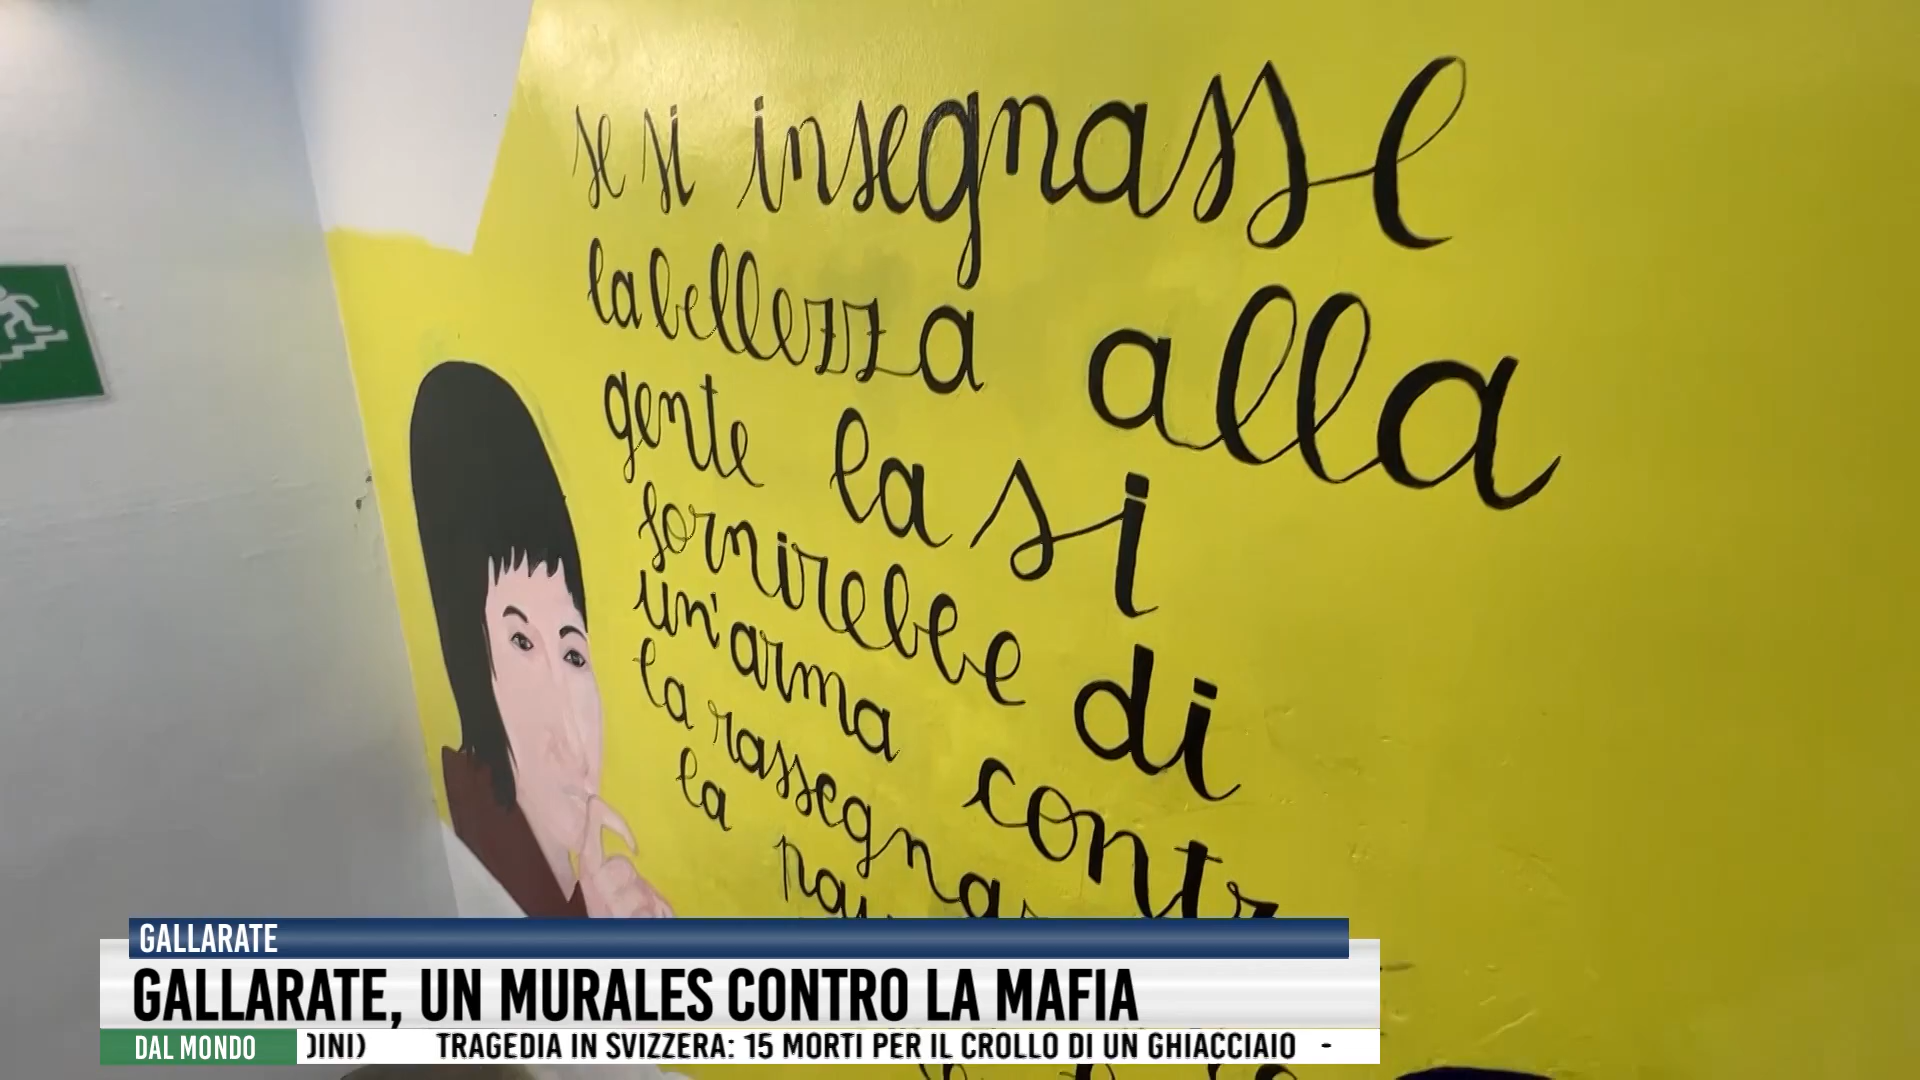 se si insegnasse
la bellezza alla
gente la si
fornirebbe di
un'arma contr
la rassegna
la
GALLARATE
GALLARATE, UN MURALES CONTRO LA MAFIA
DAL MONDO DINI) TRAGEDIA IN SVIZZERA: 15 MORTI PER IL CROLLO DI UN GHIACCIAIO -